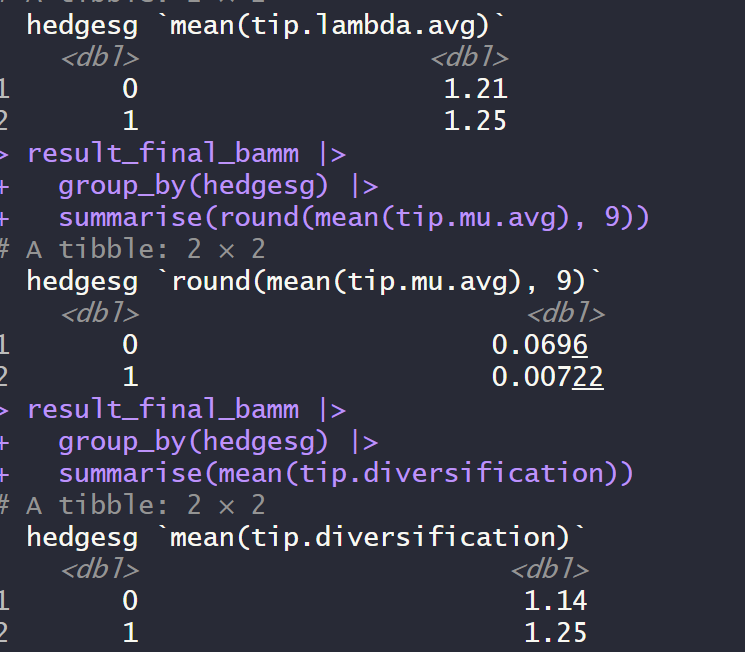 # A tibble: 2 × 2
hedgesg `mean(tip.lambda.avg)`
<dbl> <dbl>
1 0 1.21
2 1 1.25
> result_final_bamm |>
+ group_by(hedgesg) |>
+ summarise(round(mean(tip.mu.avg), 9))
# A tibble: 2 × 2
hedgesg `round(mean(tip.mu.avg), 9)`
<dbl> <dbl>
1 0 0.0696
2 1 0.00722
> result_final_bamm |>
+ group_by(hedgesg) |>
+ summarise(mean(tip.diversification))
# A tibble: 2 × 2
hedgesg `mean(tip.diversification)`
<dbl> <dbl>
1 0 1.14
2 1 1.25